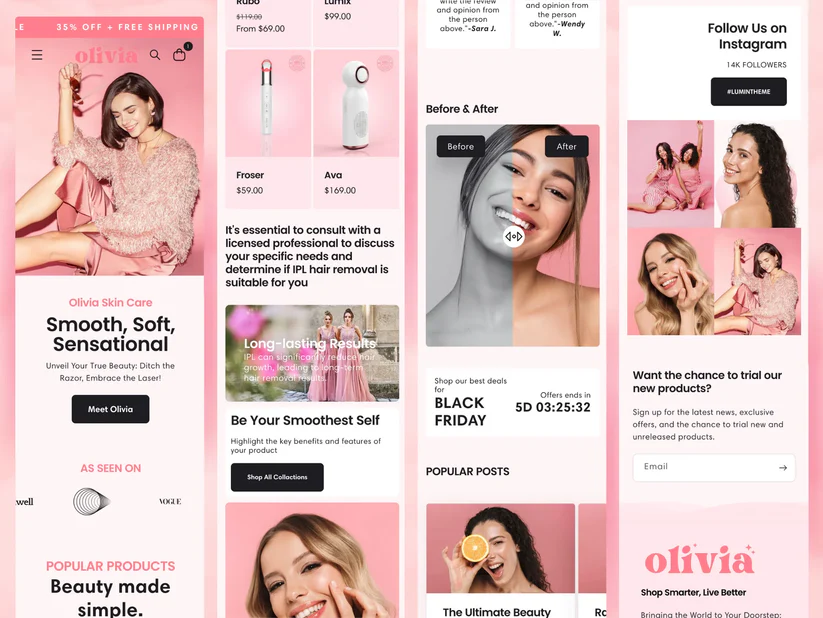 LE 35% OFF + FREE SHIPPING
1
olivia
Olivia Skin Care
Smooth, Soft,
Sensational
Unveil Your True Beauty: Ditch the
Razor, Embrace the Laser!
Meet Olivia
AS SEEN ON
well
VOGUE
POPULAR PRODUCTS
Beauty made
simple.
Rubo
$119.00
From $69.00
Lumix
$99.00
Froser
$59.00
Ava
$169.00
It's essential to consult with a
licensed professional to discuss
your specific needs and
determine if IPL hair removal is
suitable for you
Long-lasting Results
IPL can significantly reduce hair
growth, leading to long-term
hair removal result...
Be Your Smoothest Self
Highlight the key benefits and features of
your product
Shop All Collactions
write the review
and opinion from
the person
above."-Sara J.
and opinion from
the person
above."-Wendy
W.
Before & After
Before
After
Shop our best deals
for
BLACK
FRIDAY
Offers ends in
5D 03:25:32
POPULAR POSTS
The Ultimate Beauty
Follow Us on
Instagram
14K FOLLOWERS
#LUMINTHEME
Want the chance to trial our
new products?
Sign up for the latest news, exclusive
offers, and the chance to trial new and
unreleased products.
Email
olivia
Shop Smarter, Live Better
Bringing the World to Your Doorstep: